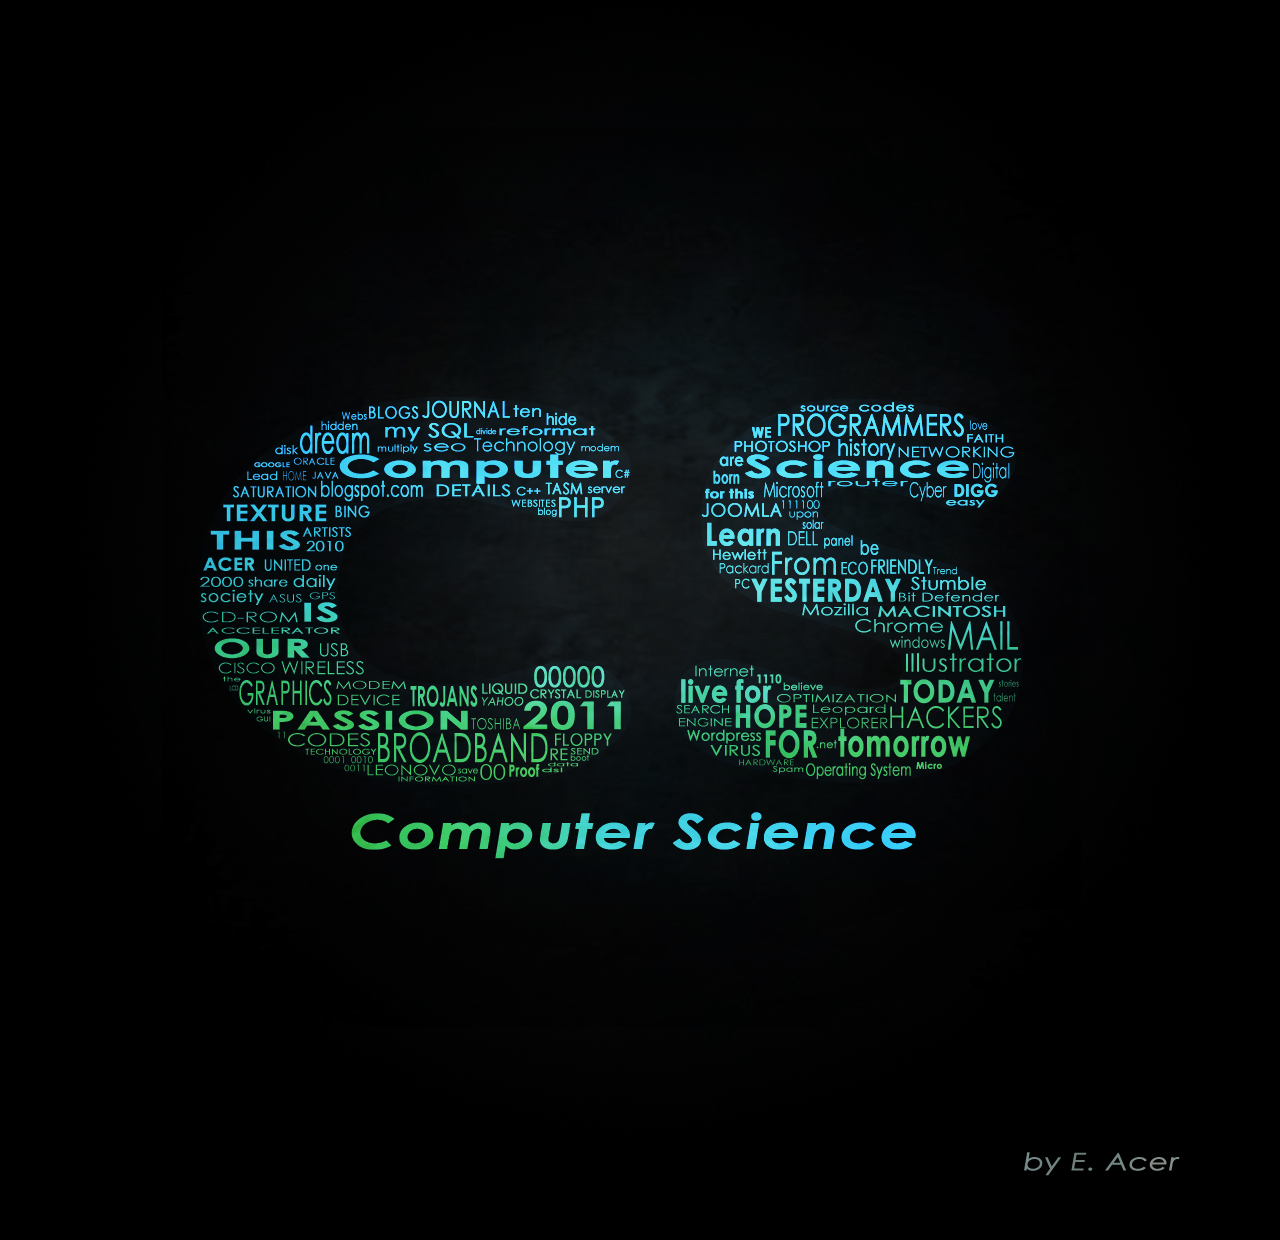 Webs BLOGS JOURNAL ten hide
hidden my SQL divide reformat
disk dream multiply seo Technology modem
GOOGLE ORACLE Computer C#
Lead HOME JAVA
SATURATION blogspot.com DETAILS C++ TASM server
WEBSITES PHP
blog
TEXTURE BING
THIS ARTISTS
2010
ACER UNITED one
2000 share daily
society ASUS GPS
CD-ROM IS
ACCELERATOR
OUR USB
CISCO WIRELESS
the LCD GRAPHICS MODEM TROJANS LIQUID 00000
DEVICE YAHOO CRYSTAL DISPLAY
virus GUI PASSION TOSHIBA 2011
11 CODES BROADBAND FLOPPY
TECHNOLOGY RE SEND
0001 0010 boot
0011 LEONOVO save 00 Proof data
INFORMATION dsl
source codes
WE PROGRAMMERS love
FAITH
PHOTOSHOP history NETWORKING
are Science Digital
born router
for this Microsoft Cyber DIGG
easy
JOOMLA 111100
upon
solar
Learn DELL panel be
Hewlett From ECO FRIENDLY Trend
Packard
PC YESTERDAY Stumble
Bit Defender
Mozilla MACINTOSH
Chrome MAIL
windows
Illustrator
Internet 1110
live for believe TODAY stories
OPTIMIZATION talent
SEARCH HOPE Leopard HACKERS
ENGINE EXPLORER
Wordpress FOR .net tomorrow
VIRUS
HARDWARE
Spam Operating System Micro
Computer Science
by E. Acer